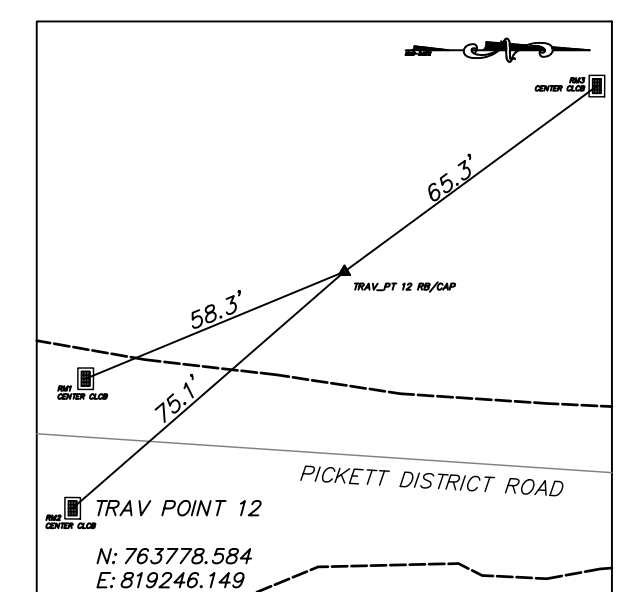 RM3
CENTER CLCB
65.3'
TRAV_PT 12 RB/CAP
58.3'
RM1
CENTER CLCB
75.1'
PICKETT DISTRICT ROAD
RM2
CENTER CLCB
TRAV POINT 12
N: 763778.584
E: 819246.149